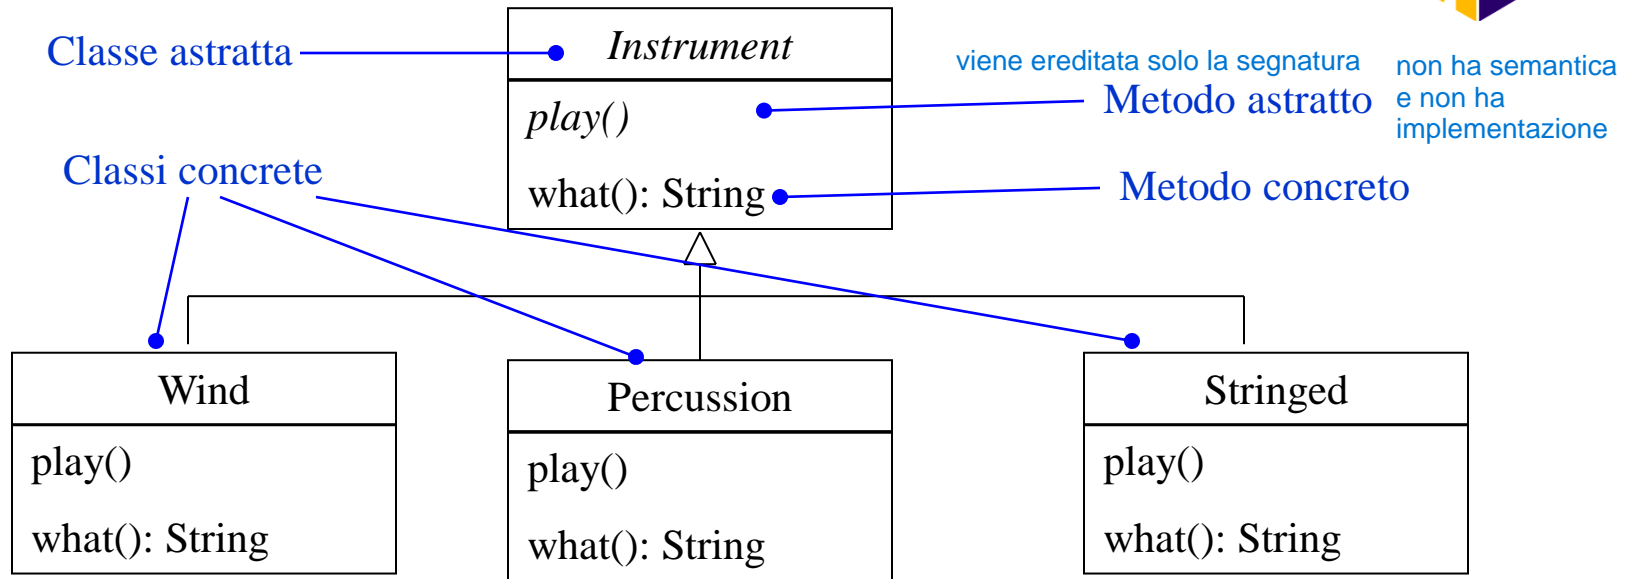 Classe astratta
Instrument
viene ereditata solo la segnatura
non ha semantica
e non ha
implementazione
play()
Metodo astratto
Classi concrete
what(): String
Metodo concreto
Wind
play()
what(): String
Percussion
play()
what(): String
Stringed
play()
what(): String